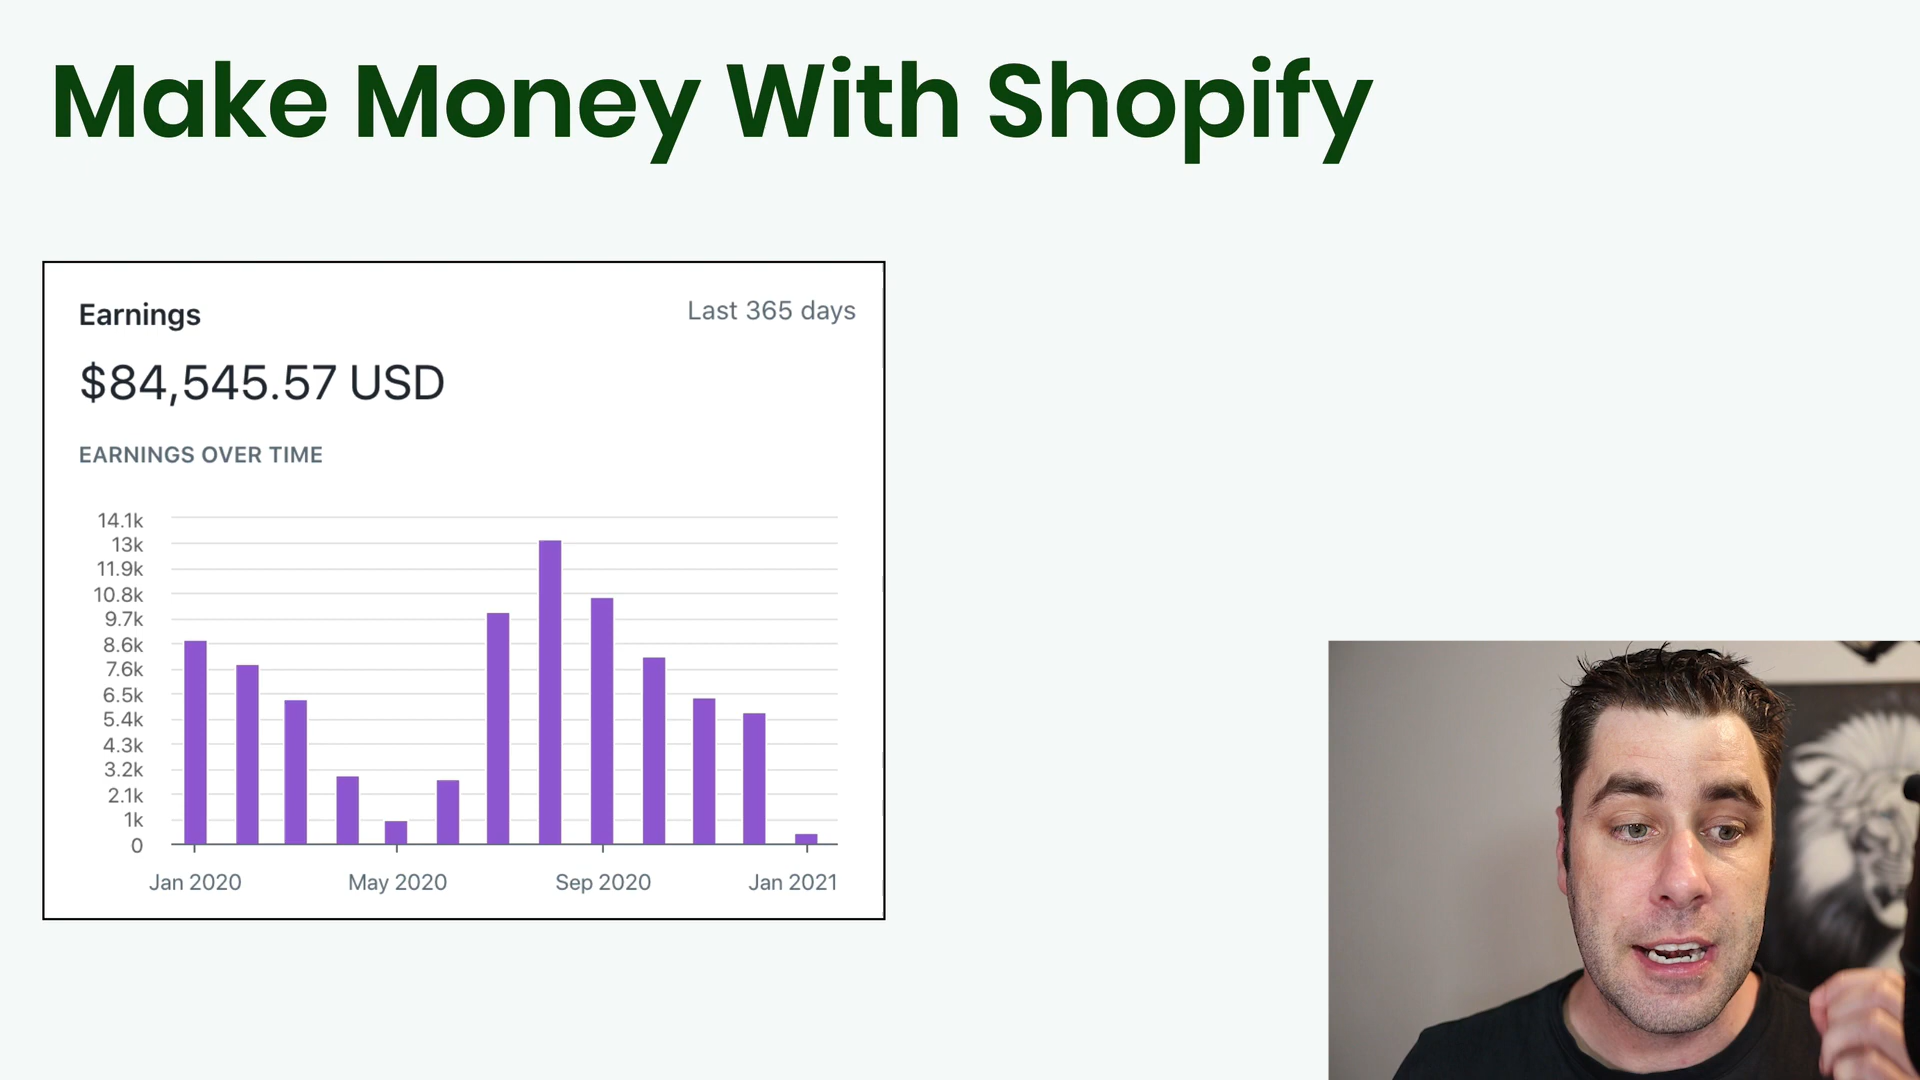 Make Money With Shopify
Earnings
Last 365 days
$84,545.57 USD
EARNINGS OVER TIME
14.1k
13k
11.9k
10.8k
9.7k
8.6k
7.6k
6.5k
5.4k
4.3k
3.2k
2.1k
1k
0
Jan 2020 May 2020 Sep 2020 Jan 2021